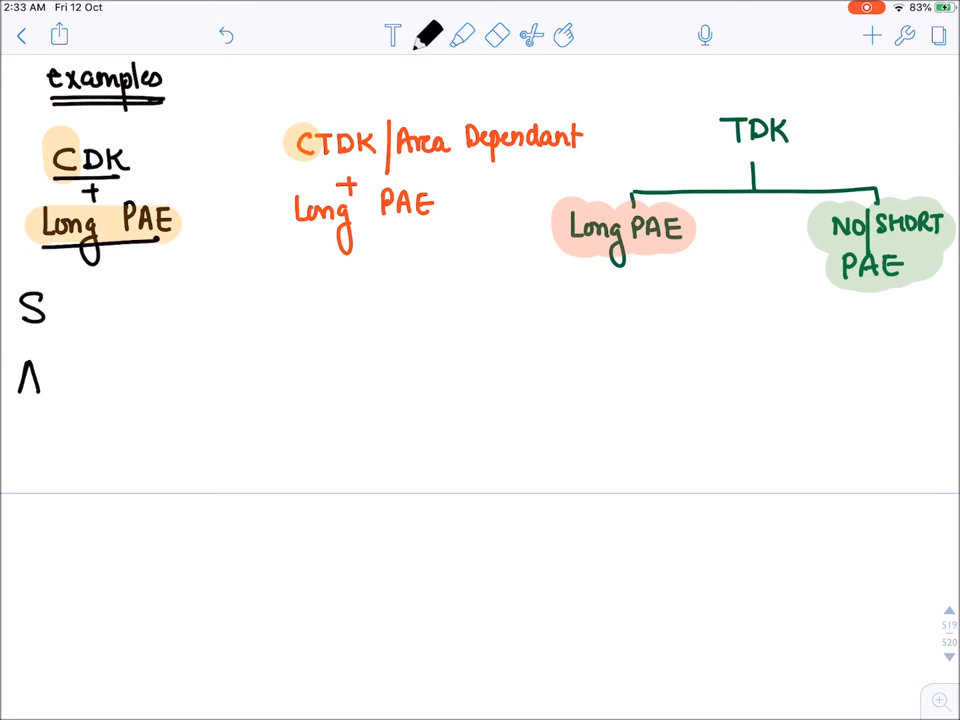 2:33 AM Fri 12 Oct 83%
T
examples
CDK
+
Long PAE
CTDK/Area Dependant
+
Long PAE
TDK
Long PAE
NO/SHORT
PAE
S
Λ
519
520